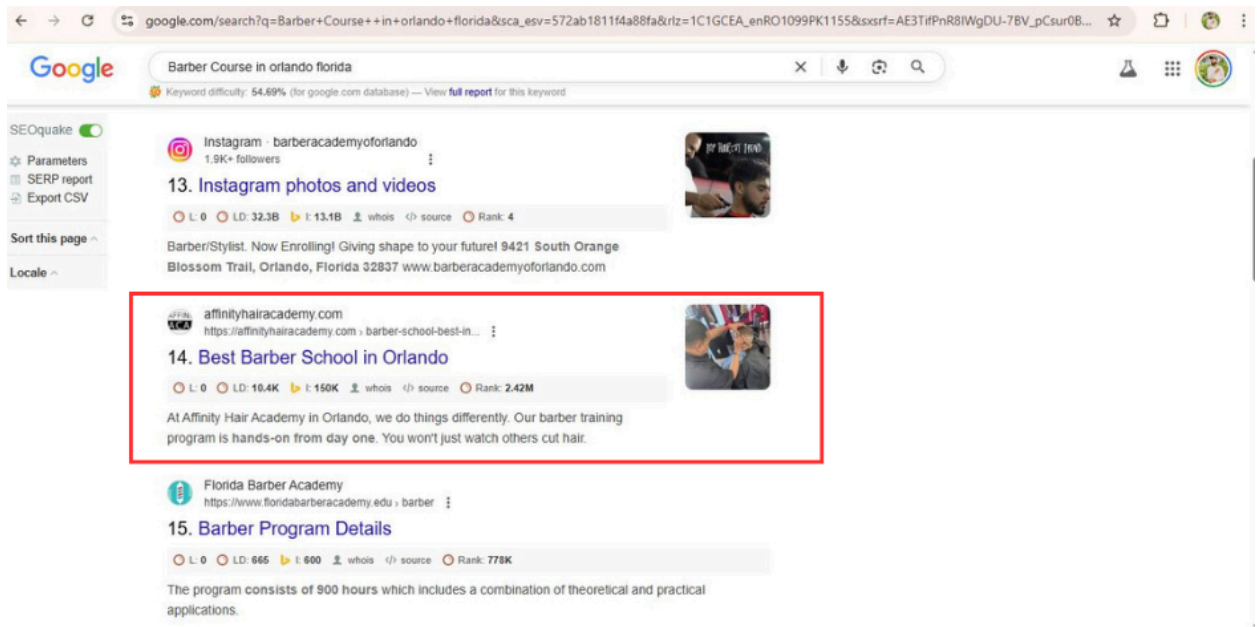 google.com/search?q=Barber+Course++in+orlando+florida&sca_esv=572ab1811f4a88fa&rlz=1C1GCEA_enRO1099PK1155&sxsrf=AE3TifPnR8IWgDU-7BV_pCsur0B...
Google
Barber Course in orlando florida
Keyword difficulty: 54.69% (for google.com database) — View full report for this keyword
SEOquake
Parameters
SERP report
Export CSV
Sort this page
Locale
Instagram · barberacademyoforlando
1.9K+ followers
13. Instagram photos and videos
L: 0 LD: 32.3B I: 13.1B whois </> source Rank: 4
Barber/Stylist. Now Enrolling! Giving shape to your future! 9421 South Orange
Blossom Trail, Orlando, Florida 32837 www.barberacademyoforlando.com
affinityhairacademy.com
https://affinityhairacademy.com › barber-school-best-in...
14. Best Barber School in Orlando
L: 0 LD: 10.4K I: 150K whois </> source Rank: 2.42M
At Affinity Hair Academy in Orlando, we do things differently. Our barber training
program is hands-on from day one. You won't just watch others cut hair.
Florida Barber Academy
https://www.floridabarberacademy.edu › barber
15. Barber Program Details
L: 0 LD: 665 I: 600 whois </> source Rank: 778K
The program consists of 900 hours which includes a combination of theoretical and practical
applications.